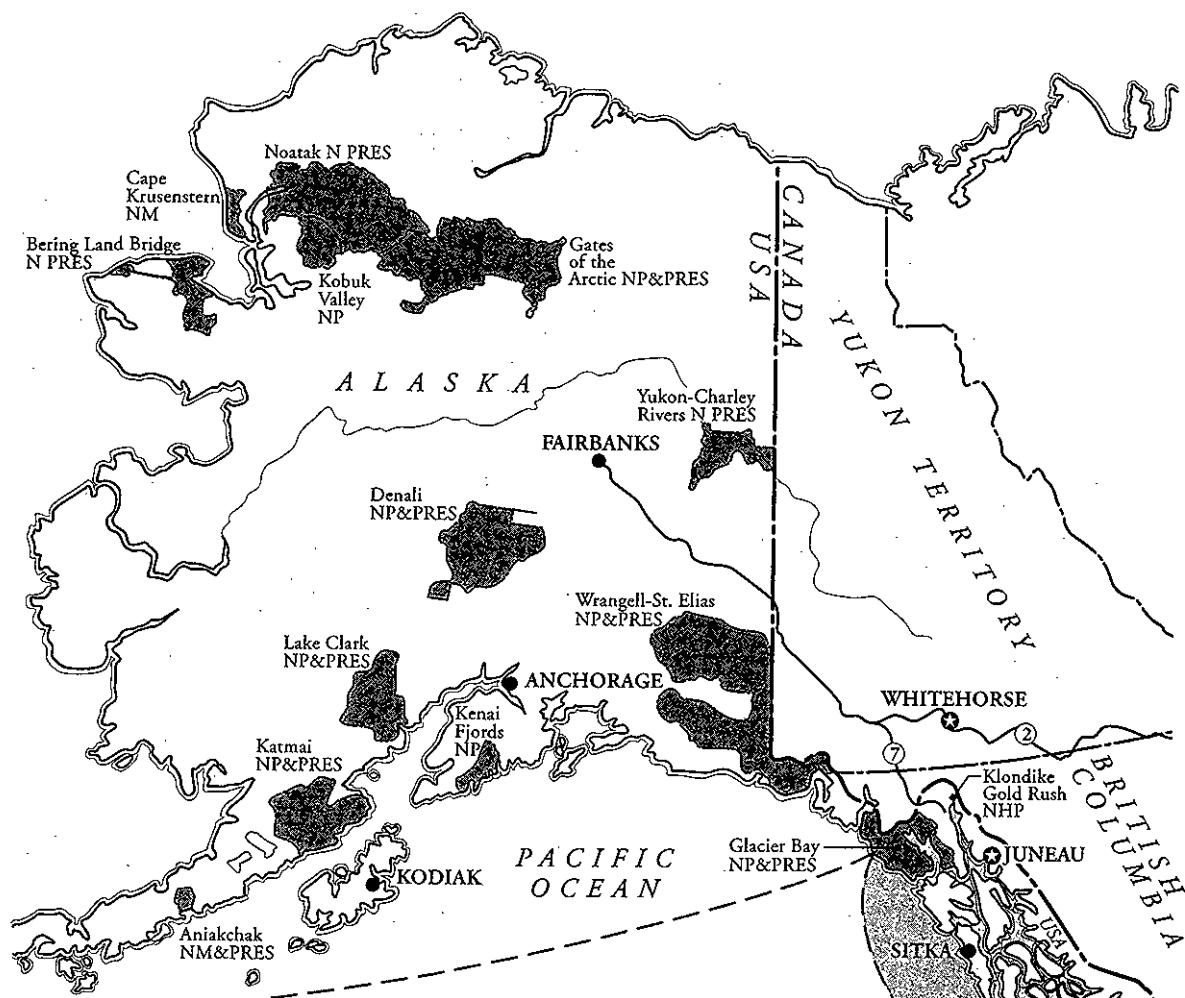 Noatak N PRES
Cape
Krusenstern
NM
Bering Land Bridge
N PRES
Gates
of the
Arctic NP&PRES
Kobuk
Valley
NP
CANADA
USA
YUKON TERRITORY
ALASKA
Yukon-Charley
Rivers N PRES
FAIRBANKS
Denali
NP&PRES
Wrangell-St. Elias
NP&PRES
Lake Clark
NP&PRES
ANCHORAGE
WHITEHORSE
Kenai
Fjords
NP
2
7
Katmai
NP&PRES
Klondike
Gold Rush
NHP
BRITISH
COLUMBIA
Glacier Bay
NP&PRES
JUNEAU
PACIFIC
OCEAN
KODIAK
Aniakchak
NM&PRES
SITKA
USA